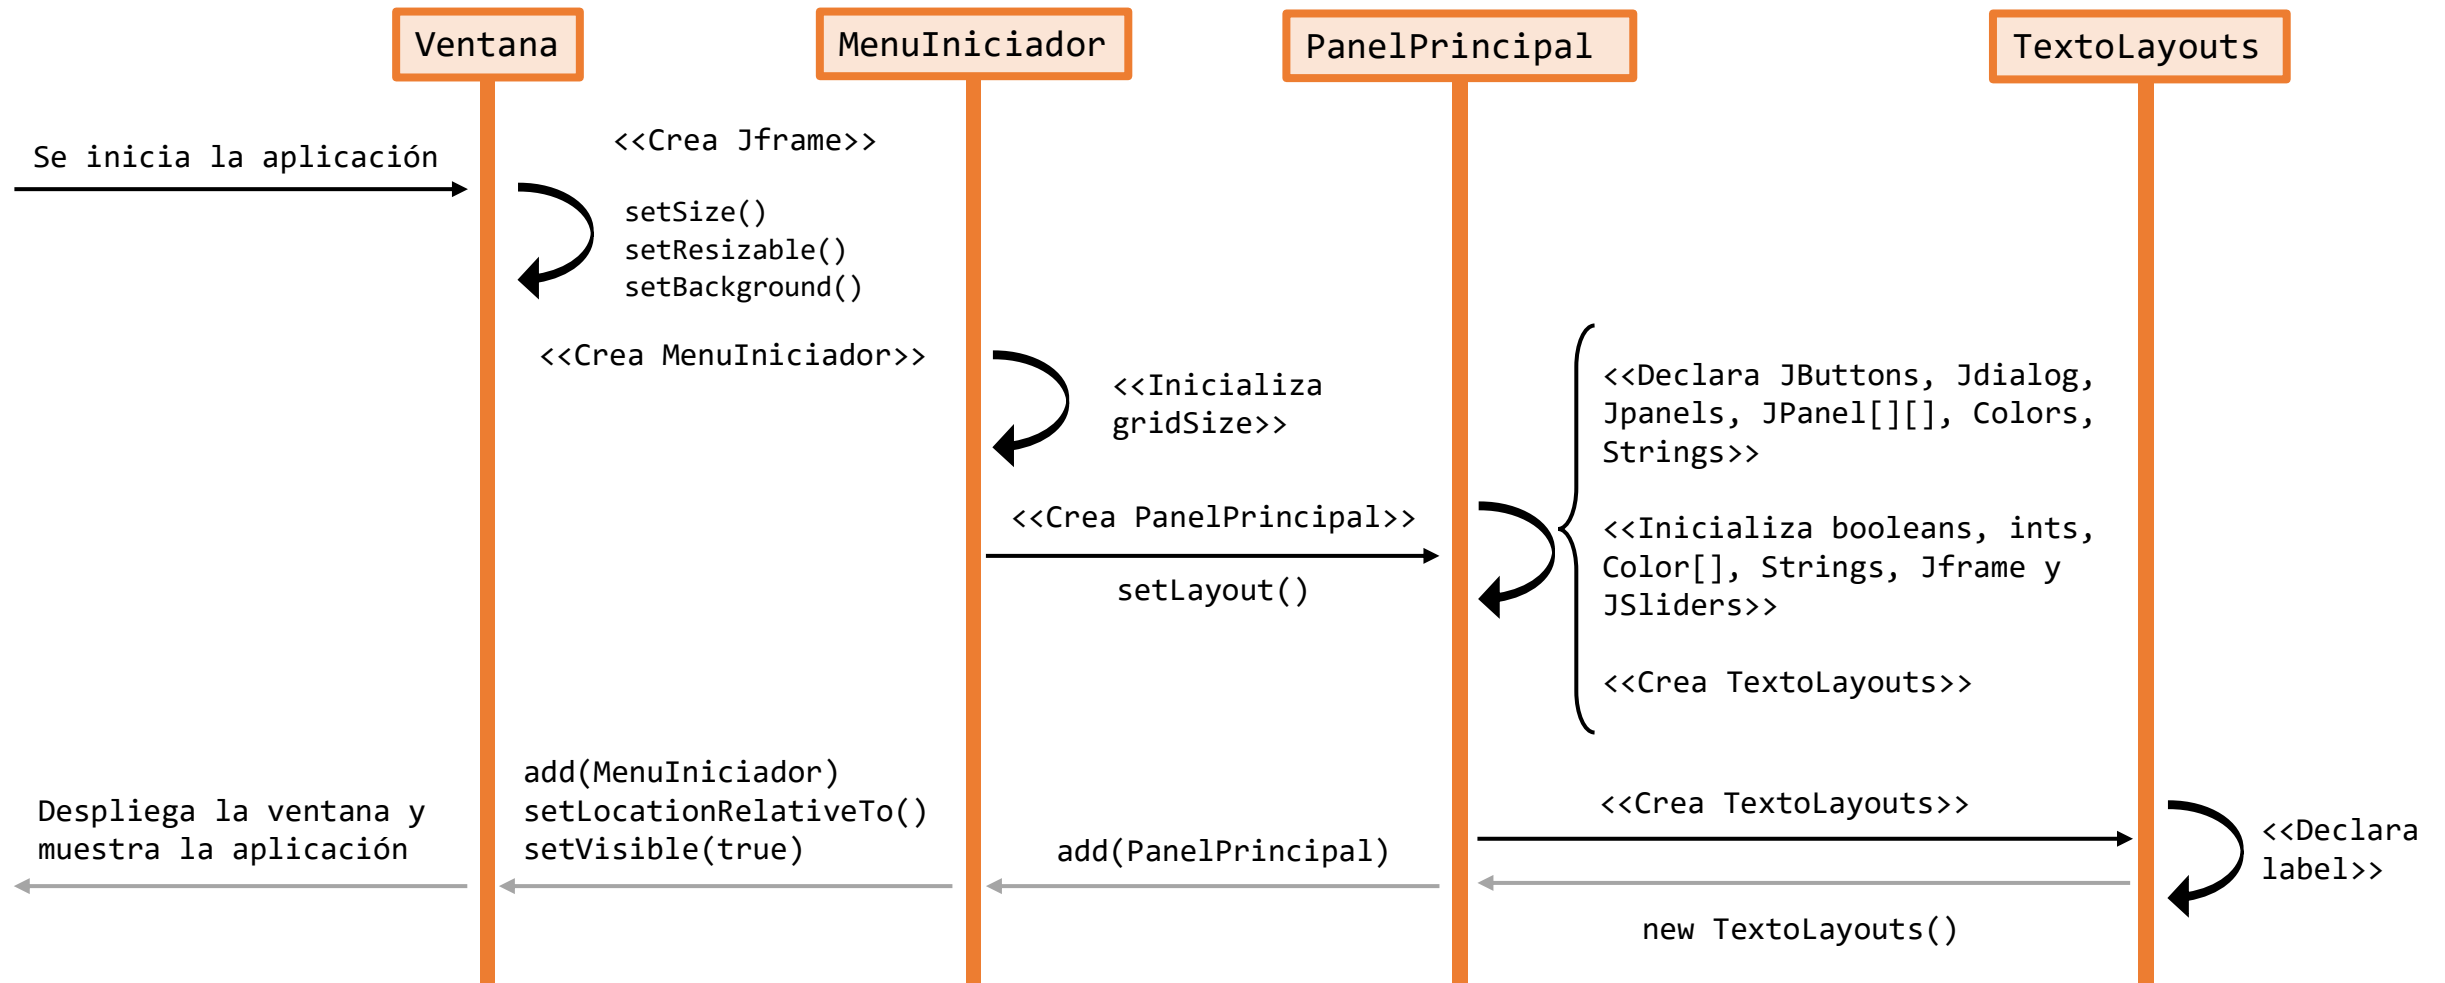 Ventana
MenuIniciador
PanelPrincipal
TextoLayouts
Se inicia la aplicación
<<Crea Jframe>>
setSize()
setResizable()
setBackground()
<<Crea MenuIniciador>>
<<Inicializa
gridSize>>
<<Crea PanelPrincipal>>
setLayout()
<<Declara JButtons, Jdialog,
Jpanels, JPanel[][], Colors,
Strings>>
<<Inicializa booleans, ints,
Color[], Strings, Jframe y
JSliders>>
<<Crea TextoLayouts>>
<<Crea TextoLayouts>>
<<Declara
label>>
new TextoLayouts()
add(PanelPrincipal)
add(MenuIniciador)
setLocationRelativeTo()
setVisible(true)
Despliega la ventana y
muestra la aplicación